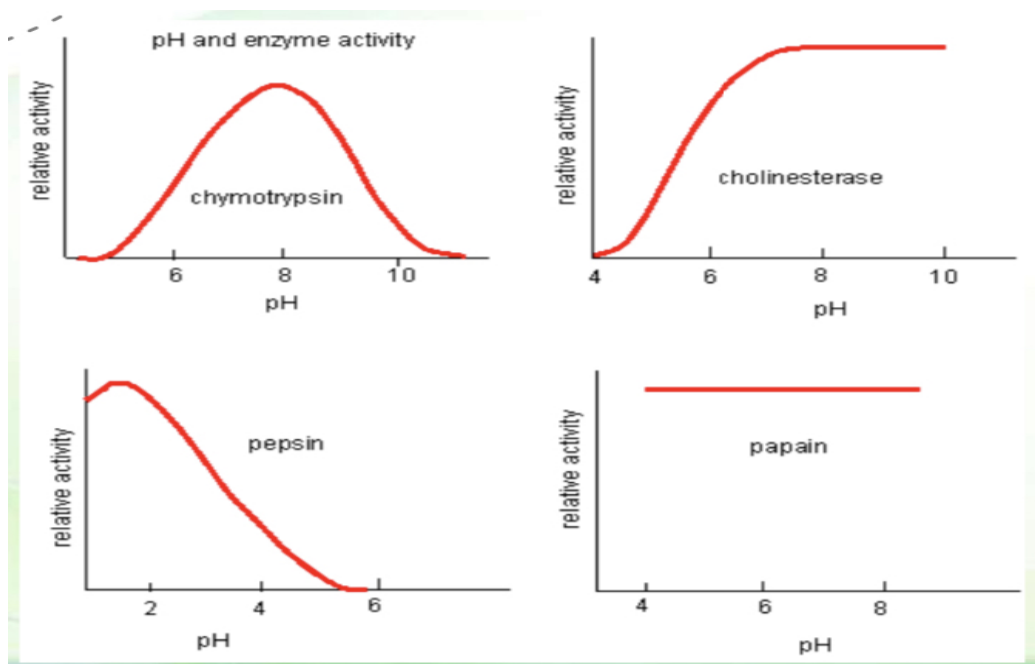 pH and enzyme activity
relative activity
chymotrypsin
6 8 10
pH
relative activity
cholinesterase
4 6 8 10
pH
relative activity
pepsin
2 4 6
pH
relative activity
papain
4 6 8
pH